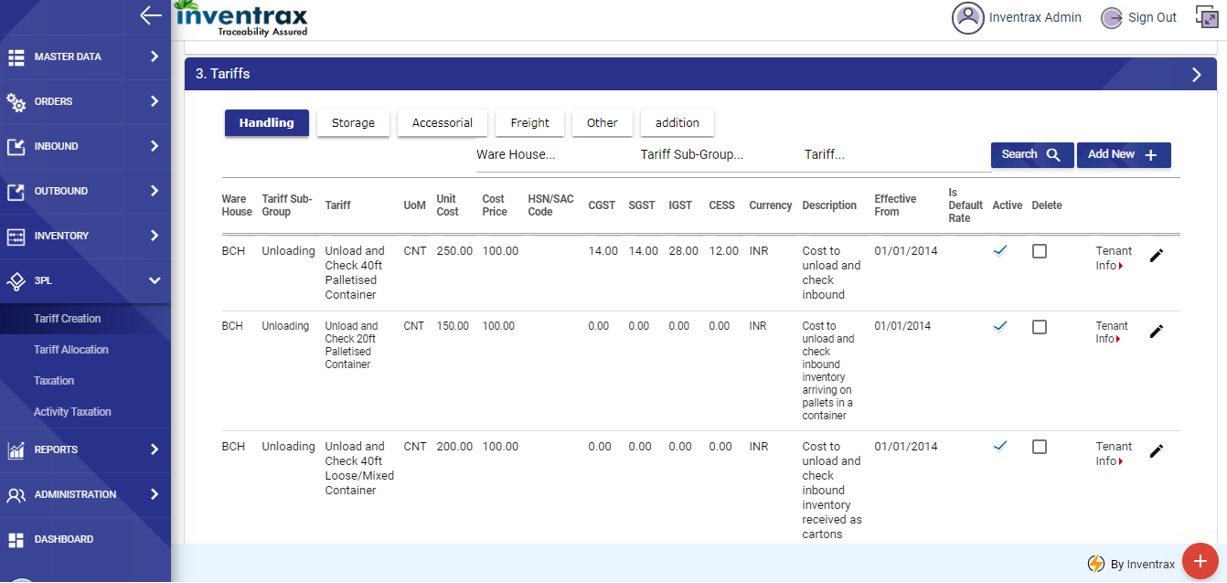 inventrax
Traceability Assured
Inventrax Admin
Sign Out
MASTER DATA
ORDERS
INBOUND
OUTBOUND
INVENTORY
3PL
Tariff Creation
Tariff Allocation
Taxation
Activity Taxation
REPORTS
ADMINISTRATION
DASHBOARD
3. Tariffs
Handling Storage Accessorial Freight Other addition
Ware House... Tariff Sub-Group... Tariff... Search Add New +
Ware House Tariff Sub-Group Tariff UoM Unit Cost Cost Price HSN/SAC Code CGST SGST IGST CESS Currency Description Effective From Is Default Rate Active Delete
BCH Unloading Unload and Check 40ft Palletised Container CNT 250.00 100.00 14.00 14.00 28.00 12.00 INR Cost to unload and check inbound 01/01/2014 Tenant Info
BCH Unloading Unload and Check 20ft Palletised Container CNT 150.00 100.00 0.00 0.00 0.00 0.00 INR Cost to unload and check inbound inventory arriving on pallets in a container 01/01/2014 Tenant Info
BCH Unloading Unload and Check 40ft Loose/Mixed Container CNT 200.00 100.00 0.00 0.00 0.00 0.00 INR Cost to unload and check inbound inventory received as cartons 01/01/2014 Tenant Info
By Inventrax
+